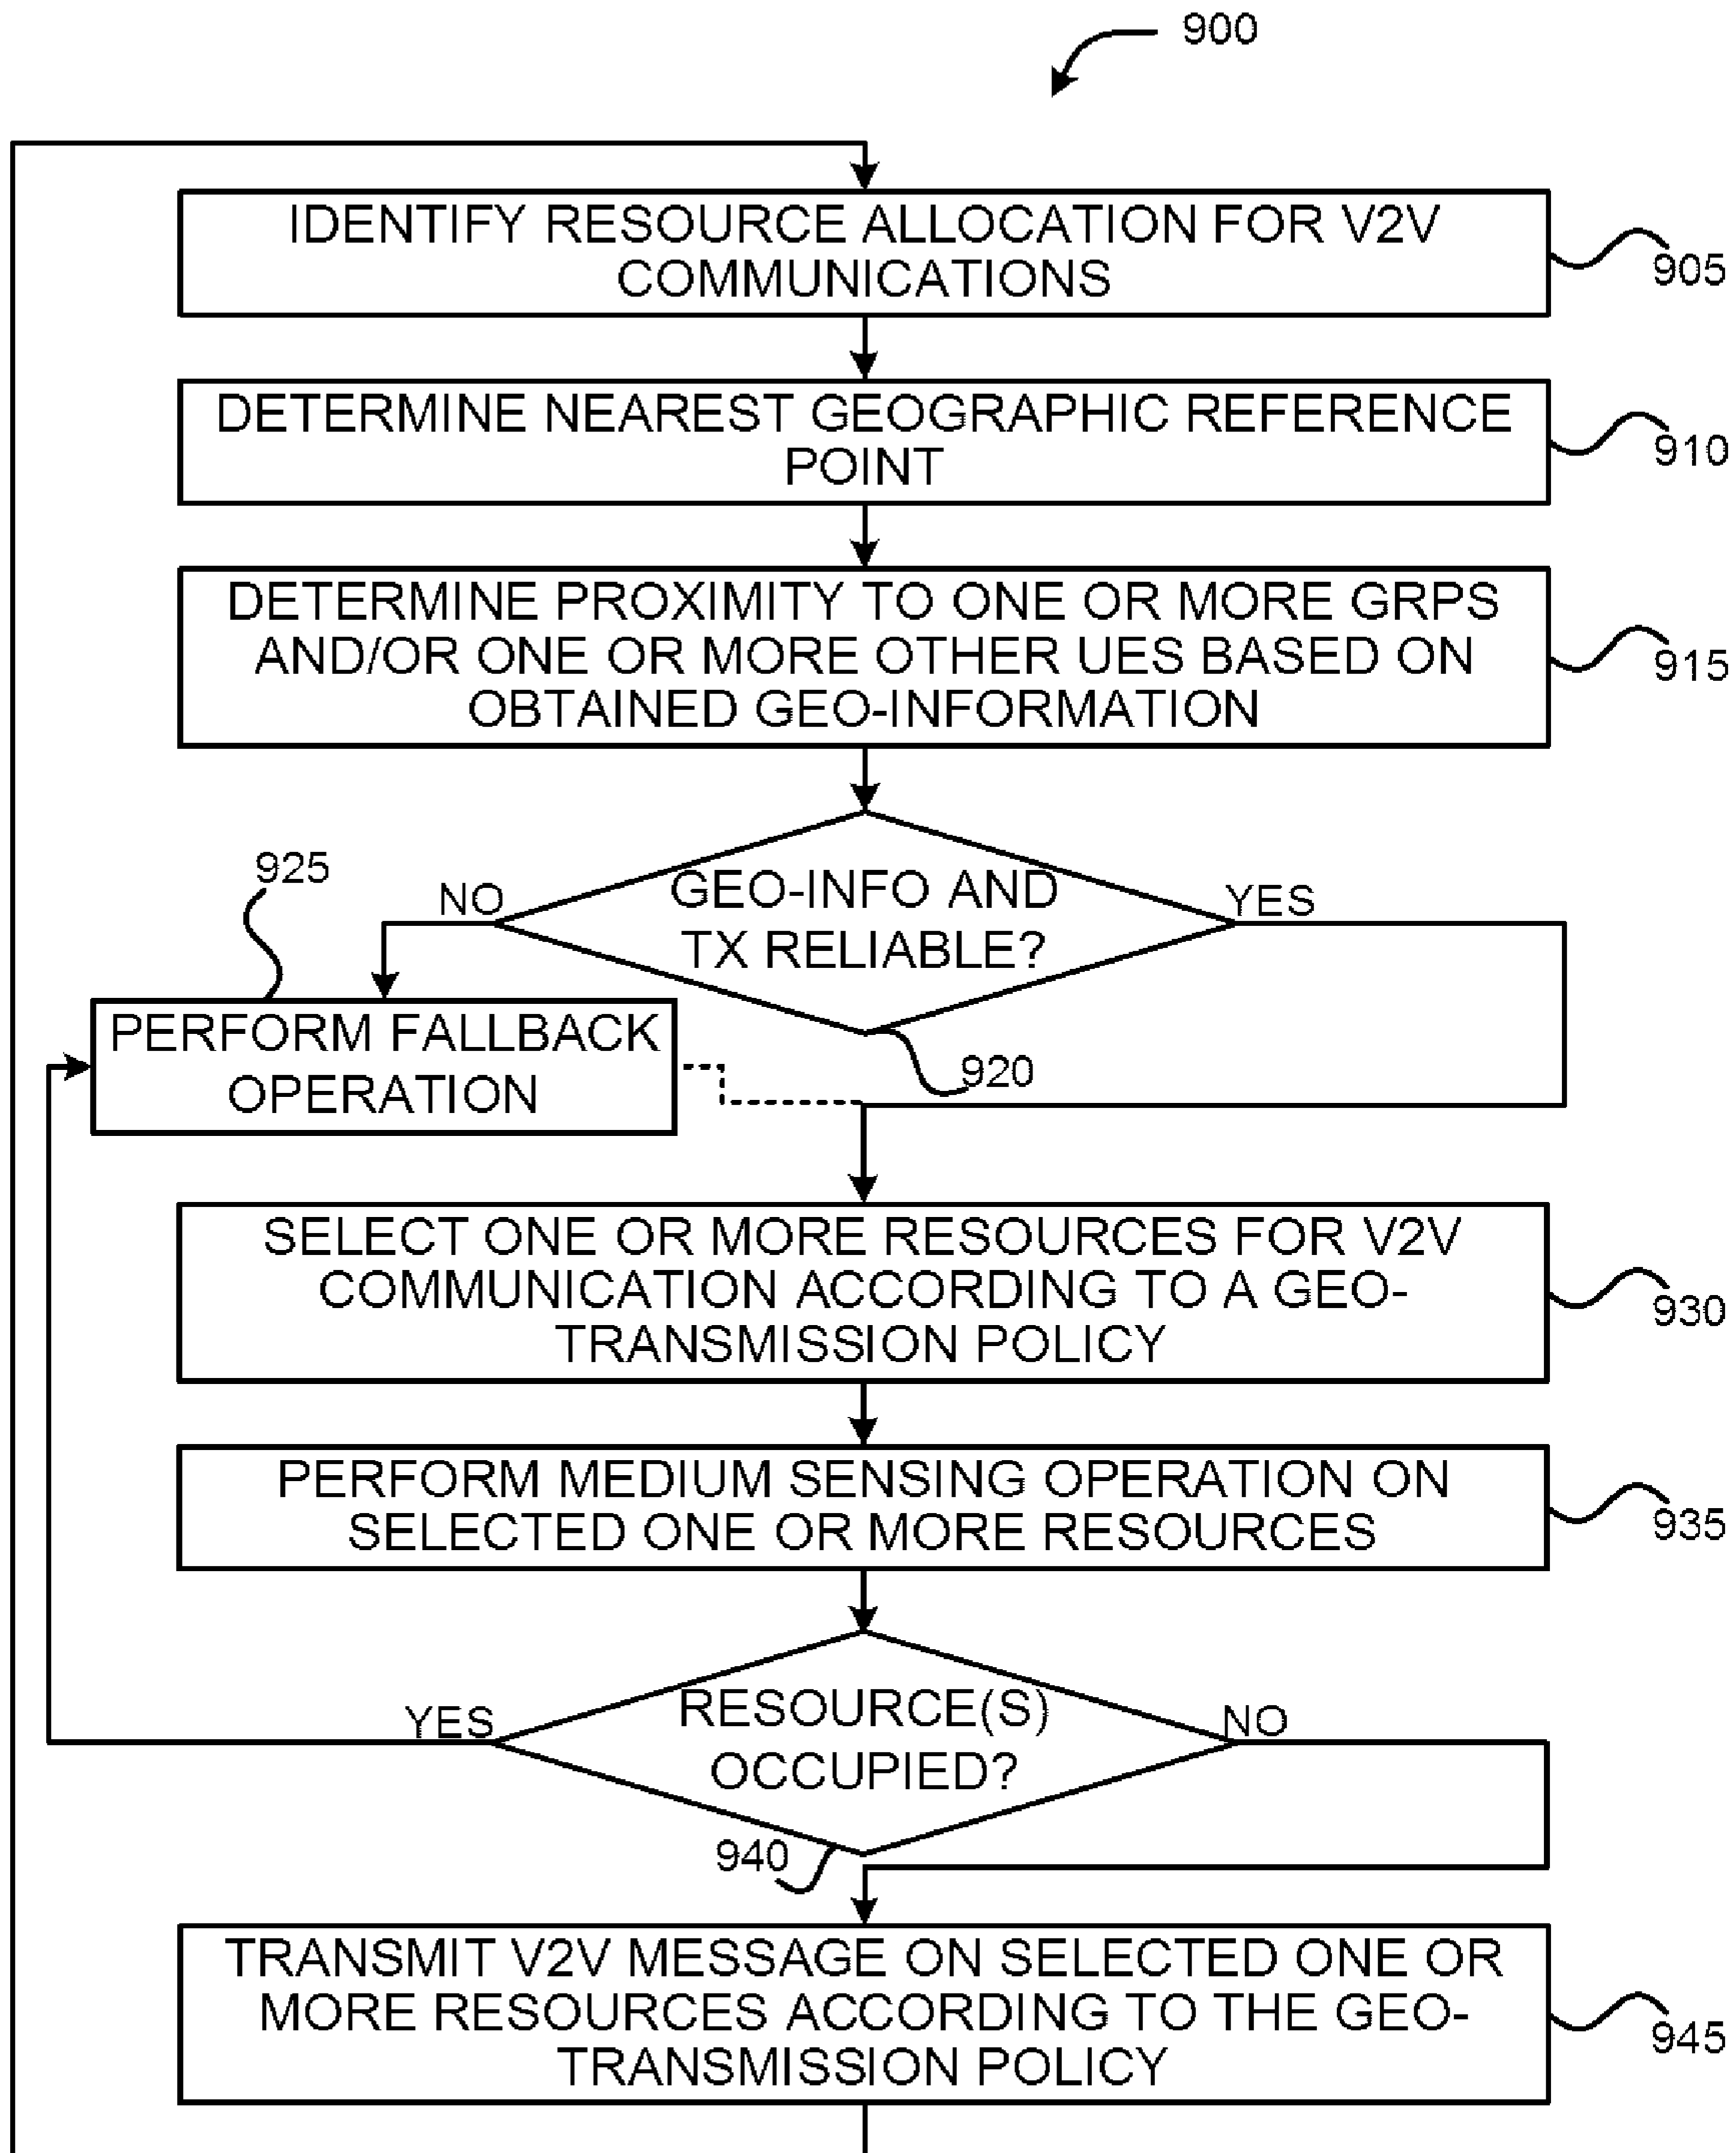 900
IDENTIFY RESOURCE ALLOCATION FOR V2V
COMMUNICATIONS
905
DETERMINE NEAREST GEOGRAPHIC REFERENCE
POINT
910
DETERMINE PROXIMITY TO ONE OR MORE GRPS
AND/OR ONE OR MORE OTHER UES BASED ON
OBTAINED GEO-INFORMATION
915
925
NO
GEO-INFO AND
TX RELIABLE?
YES
920
PERFORM FALLBACK
OPERATION
SELECT ONE OR MORE RESOURCES FOR V2V
COMMUNICATION ACCORDING TO A GEO-
TRANSMISSION POLICY
930
PERFORM MEDIUM SENSING OPERATION ON
SELECTED ONE OR MORE RESOURCES
935
YES
RESOURCE(S)
OCCUPIED?
NO
940
TRANSMIT V2V MESSAGE ON SELECTED ONE OR
MORE RESOURCES ACCORDING TO THE GEO-
TRANSMISSION POLICY
945